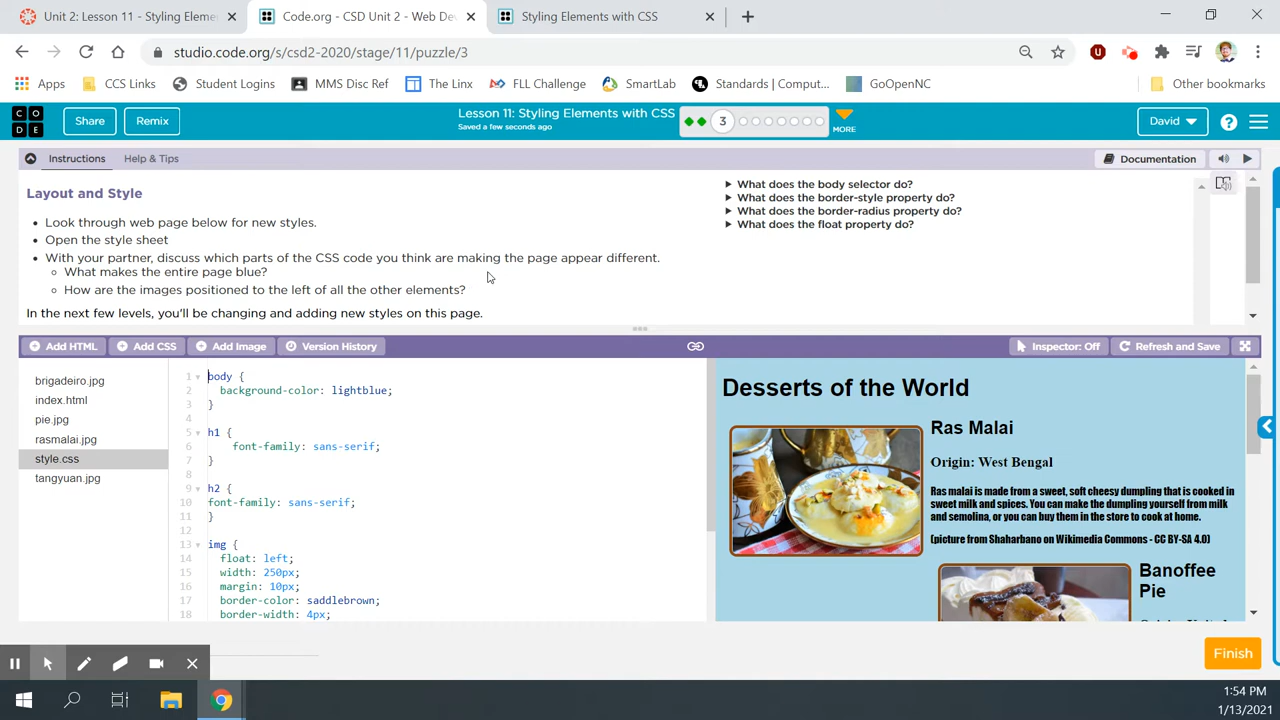 Unit 2: Lesson 11 - Styling Eleme
Code.org - CSD Unit 2 - Web De
Styling Elements with CSS
studio.code.org/s/csd2-2020/stage/11/puzzle/3
Apps CCS Links Student Logins MMS Disc Ref The Linx FLL Challenge SmartLab Standards | Comput... GoOpenNC Other bookmarks
C O
D E
Share Remix
Lesson 11: Styling Elements with CSS
Saved a few seconds ago
3
MORE
David
?
Instructions Help & Tips Documentation
Layout and Style
Look through web page below for new styles.
Open the style sheet
With your partner, discuss which parts of the CSS code you think are making the page appear different.
What makes the entire page blue?
How are the images positioned to the left of all the other elements?
In the next few levels, you'll be changing and adding new styles on this page.
What does the body selector do?
What does the border-style property do?
What does the border-radius property do?
What does the float property do?
Add HTML Add CSS Add Image Version History Inspector: Off Refresh and Save
brigadeiro.jpg
index.html
pie.jpg
rasmalai.jpg
style.css
tangyuan.jpg
1 body {
2 background-color: lightblue;
3 }
4
5 h1 {
6 font-family: sans-serif;
7 }
8
9 h2 {
10 font-family: sans-serif;
11 }
12
13 img {
14 float: left;
15 width: 250px;
16 margin: 10px;
17 border-color: saddlebrown;
18 border-width: 4px;
Desserts of the World
Ras Malai
Origin: West Bengal
Ras malai is made from a sweet, soft cheesy dumpling that is cooked in
sweet milk and spices. You can make the dumpling yourself from milk
and semolina, or you can buy them in the store to cook at home.
(picture from Shaharbano on Wikimedia Commons - CC BY-SA 4.0)
Banoffee
Pie
Finish
1:54 PM
1/13/2021